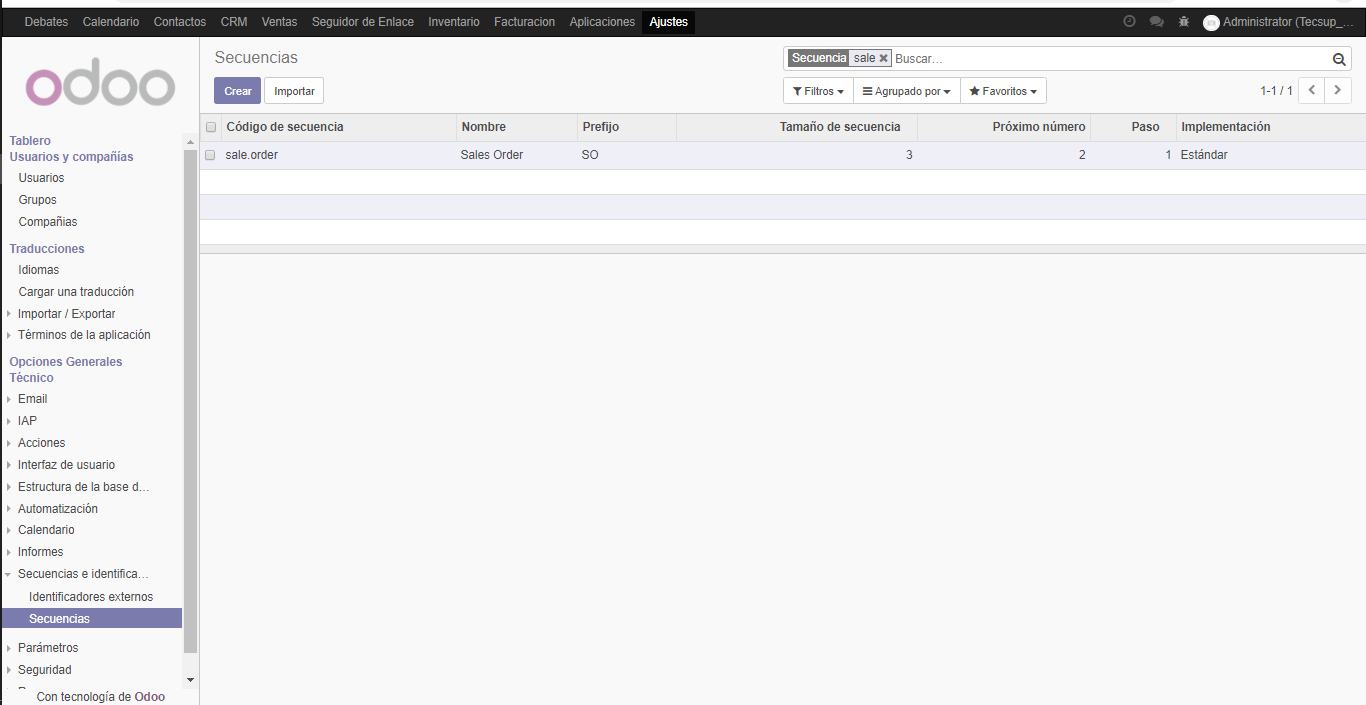 Debates Calendario Contactos CRM Ventas Seguidor de Enlace Inventario Facturacion Aplicaciones Ajustes Administrator (Tecsup_...
odoo
Secuencias
Secuencia sale Buscar...
Crear Importar
Filtros Agrupado por Favoritos
1-1 / 1
Código de secuencia Nombre Prefijo Tamaño de secuencia Próximo número Paso Implementación
sale.order Sales Order SO 3 2 1 Estándar
Tablero
Usuarios y compañías
Usuarios
Grupos
Compañias
Traducciones
Idiomas
Cargar una traducción
Importar / Exportar
Términos de la aplicación
Opciones Generales
Técnico
Email
IAP
Acciones
Interfaz de usuario
Estructura de la base d...
Automatización
Calendario
Informes
Secuencias e identifica...
Identificadores externos
Secuencias
Parámetros
Seguridad
Con tecnología de Odoo